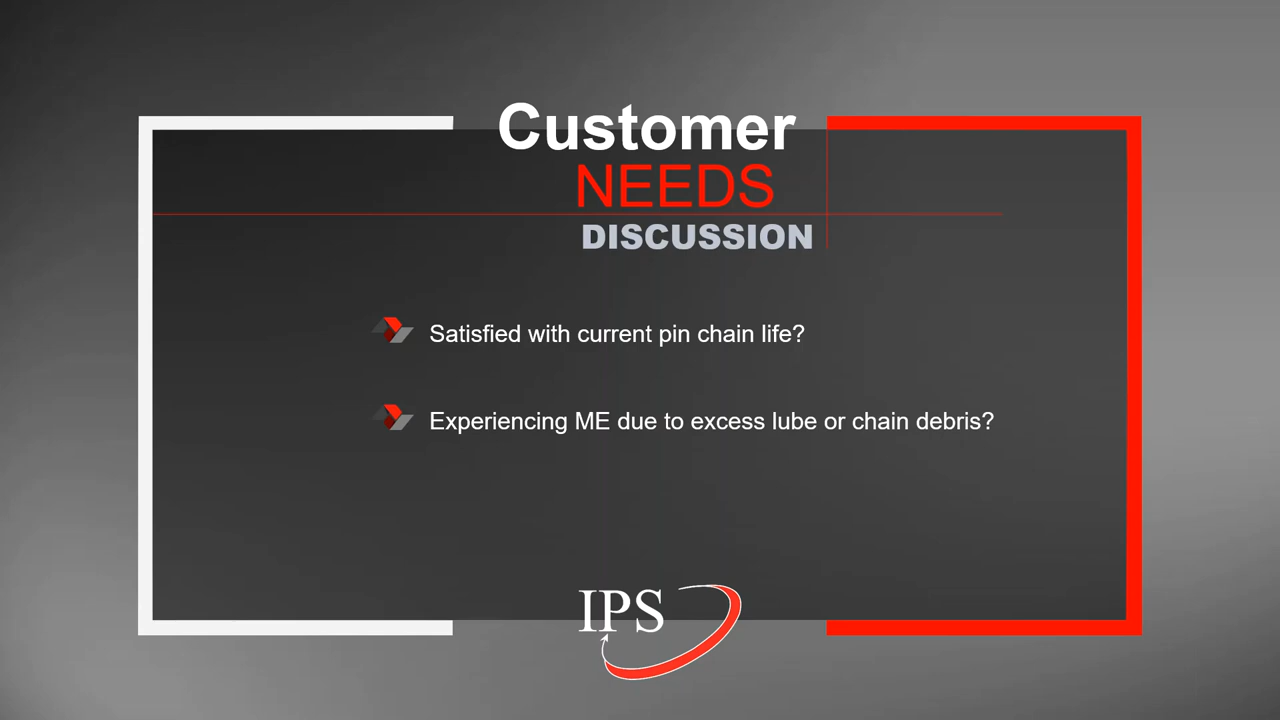 Customer
NEEDS
DISCUSSION
Satisfied with current pin chain life?
Experiencing ME due to excess lube or chain debris?
IPS